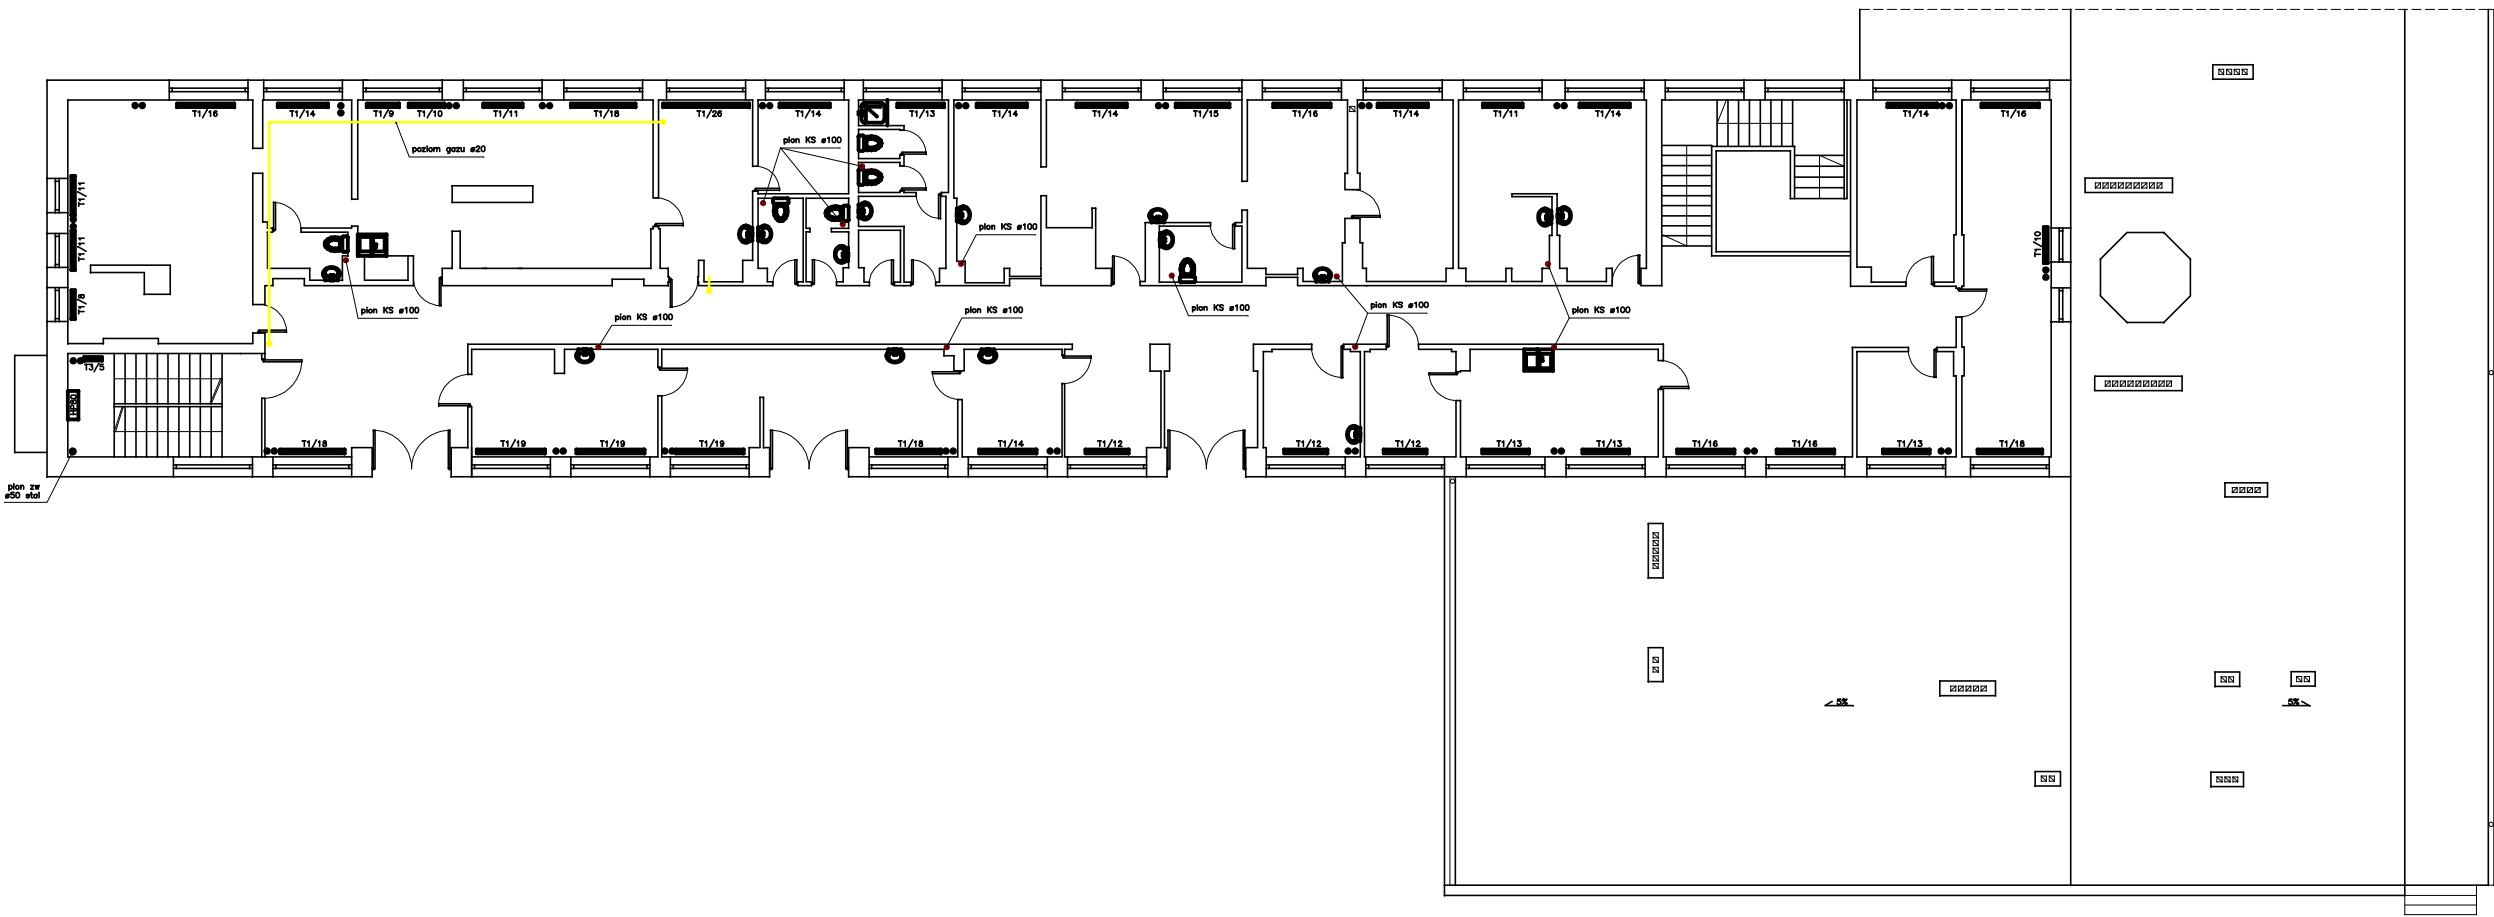 T1/16
T1/14
T1/9
T1/10
T1/11
T1/18
T1/26
T1/14
T1/13
T1/14
T1/14
T1/15
T1/16
T1/14
T1/11
T1/14
T1/14
T1/16
pion KS ø100
poziom gazu ø20
T1/11
T1/11
T1/8
T1/10
pion KS ø100
pion KS ø100
pion KS ø100
pion KS ø100
pion KS ø100
pion KS ø100
pion KS ø100
T3/5
HP80
T1/18
T1/19
T1/19
T1/19
T1/18
T1/14
T1/12
T1/12
T1/12
T1/13
T1/13
T1/16
T1/16
T1/13
T1/18
pion zw
ø50 stal
5%
5%